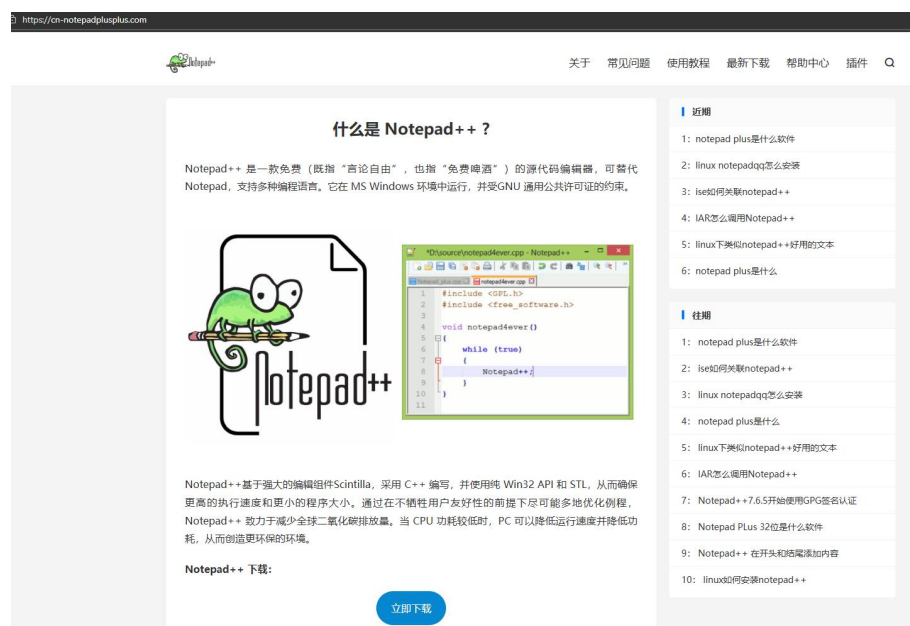 https://cn-notepadplusplus.com
Notepad++
关于 常见问题 使用教程 最新下载 帮助中心 插件
什么是 Notepad++ ?
Notepad++ 是一款免费（既指“言论自由”，也指“免费啤酒”）的源代码编辑器，可替代
Notepad，支持多种编程语言。它在 MS Windows 环境中运行，并受GNU 通用公共许可证的约束。
Notepad++
*D:\source\notepad4ever.cpp - Notepad++
notepad4ever.cpp
1 #include <GPL.h>
2 #include <free_software.h>
3
4 void notepad4ever()
5 {
6 while (true)
7 {
8 Notepad++;
9 }
10 }
11
Notepad++基于强大的编辑组件Scintilla，采用 C++ 编写，并使用纯 Win32 API 和 STL，从而确保
更高的执行速度和更小的程序大小。通过在不牺牲用户友好性的前提下尽可能多地优化例程，
Notepad++ 致力于减少全球二氧化碳排放量。当 CPU 功耗较低时，PC 可以降低运行速度并降低功
耗，从而创造更环保的环境。
Notepad++ 下载：
立即下载
近期
1：notepad plus是什么软件
2：linux notepadqq怎么安装
3：ise如何关联notepad++
4：IAR怎么调用Notepad++
5：linux下类似notepad++好用的文本
6：notepad plus是什么
往期
1： notepad plus是什么软件
2： ise如何关联notepad++
3： linux notepadqq怎么安装
4： notepad plus是什么
5： linux下类似notepad++好用的文本
6： IAR怎么调用Notepad++
7： Notepad++7.6.5开始使用GPG签名认证
8： Notepad PLus 32位是什么软件
9： Notepad++ 在开头和结尾添加内容
10： linux如何安装notepad++